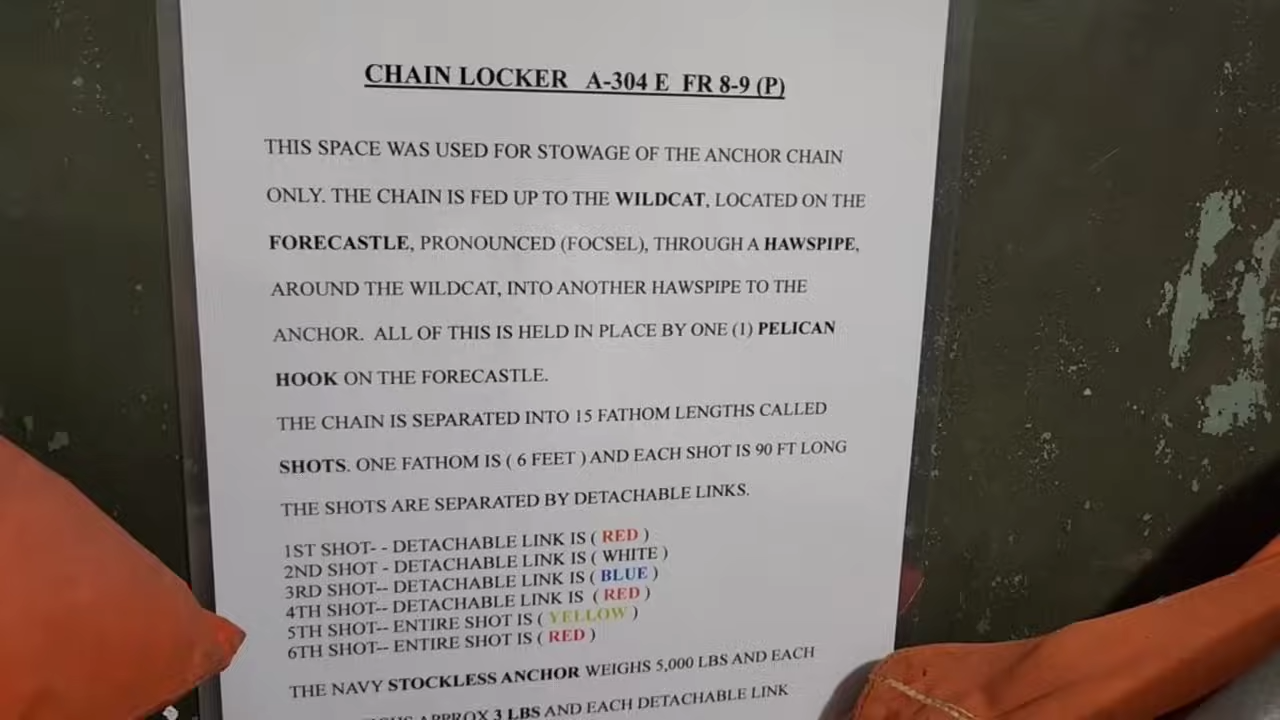 CHAIN LOCKER A-304 E FR 8-9 (P)
THIS SPACE WAS USED FOR STOWAGE OF THE ANCHOR CHAIN
ONLY. THE CHAIN IS FED UP TO THE WILDCAT, LOCATED ON THE
FORECASTLE, PRONOUNCED (FOCSEL), THROUGH A HAWSPIPE,
AROUND THE WILDCAT, INTO ANOTHER HAWSPIPE TO THE
ANCHOR. ALL OF THIS IS HELD IN PLACE BY ONE (1) PELICAN
HOOK ON THE FORECASTLE.
THE CHAIN IS SEPARATED INTO 15 FATHOM LENGTHS CALLED
SHOTS. ONE FATHOM IS ( 6 FEET ) AND EACH SHOT IS 90 FT LONG
THE SHOTS ARE SEPARATED BY DETACHABLE LINKS.
1ST SHOT- - DETACHABLE LINK IS ( RED )
2ND SHOT - DETACHABLE LINK IS ( WHITE )
3RD SHOT-- DETACHABLE LINK IS ( BLUE )
4TH SHOT-- DETACHABLE LINK IS ( RED )
5TH SHOT-- ENTIRE SHOT IS ( YELLOW )
6TH SHOT-- ENTIRE SHOT IS ( RED )
THE NAVY STOCKLESS ANCHOR WEIGHS 5,000 LBS AND EACH
APPROX 3 LBS AND EACH DETACHABLE LINK